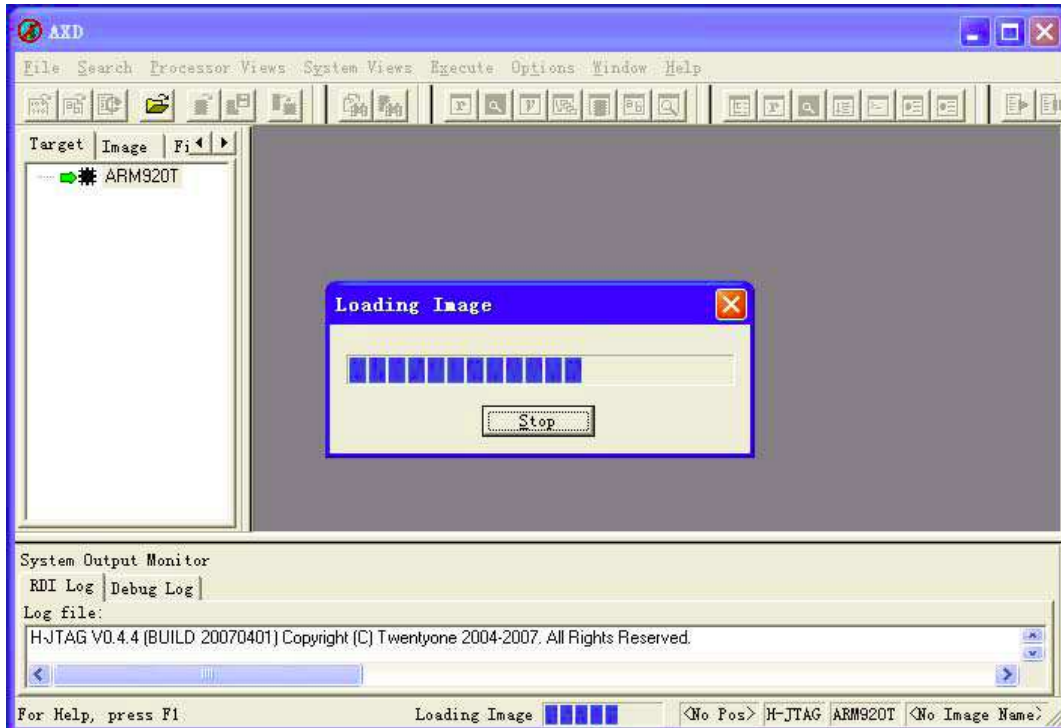 AXD
File Search Processor Views System Views Execute Options Window Help
Target Image Fi
ARM920T
Loading Image
Stop
System Output Monitor
RDI Log Debug Log
Log file:
H-JTAG V0.4.4 (BUILD 20070401) Copyright (C) Twentyone 2004-2007. All Rights Reserved.
For Help, press F1 Loading Image <No Pos> H-JTAG ARM920T <No Image Name>